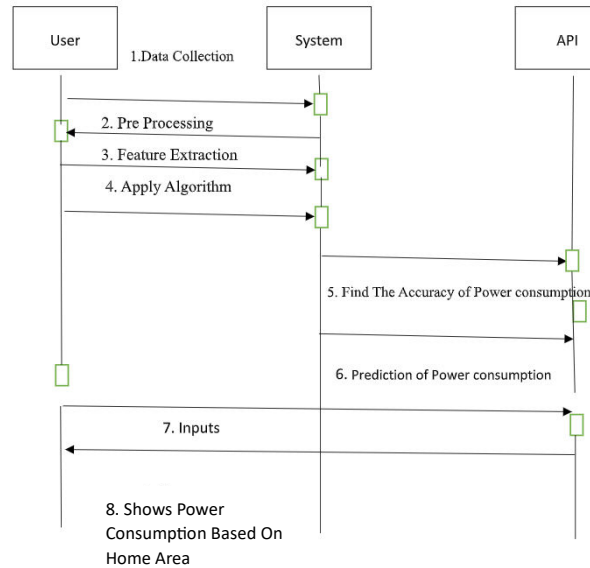 User
System
API
1.Data Collection
2. Pre Processing
3. Feature Extraction
4. Apply Algorithm
5. Find The Accuracy of Power consumption
6. Prediction of Power consumption
7. Inputs
8. Shows Power
Consumption Based On
Home Area